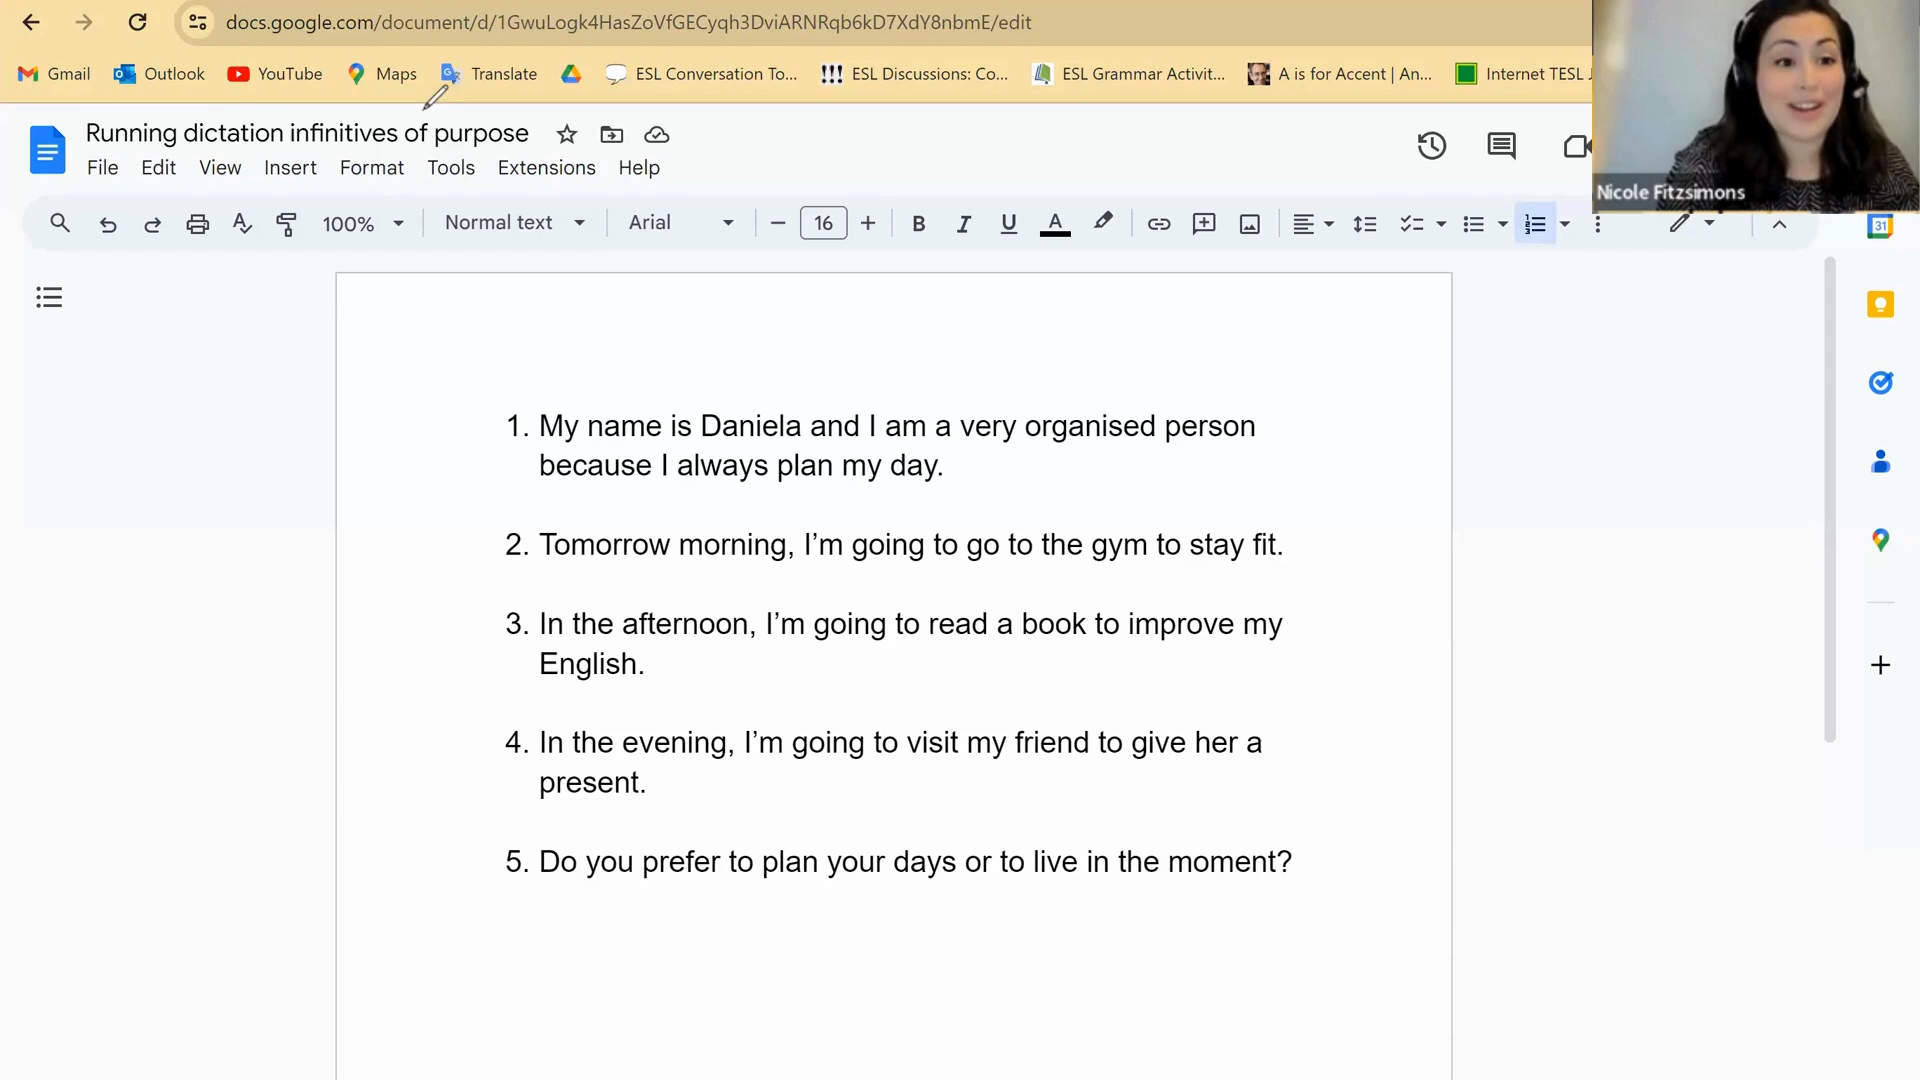 docs.google.com/document/d/1GwuLogk4HasZoVfGECyqh3DviARNRqb6kD7XdY8nbmE/edit
Gmail Outlook YouTube Maps Translate ESL Conversation To... ESL Discussions: Co... ESL Grammar Activit... A is for Accent | An... Internet TESL J
Running dictation infinitives of purpose
File Edit View Insert Format Tools Extensions Help
Nicole Fitzsimons
100% Normal text Arial 16 B I U A
31
1. My name is Daniela and I am a very organised person
because I always plan my day.
2. Tomorrow morning, I’m going to go to the gym to stay fit.
3. In the afternoon, I’m going to read a book to improve my
English.
4. In the evening, I’m going to visit my friend to give her a
present.
5. Do you prefer to plan your days or to live in the moment?